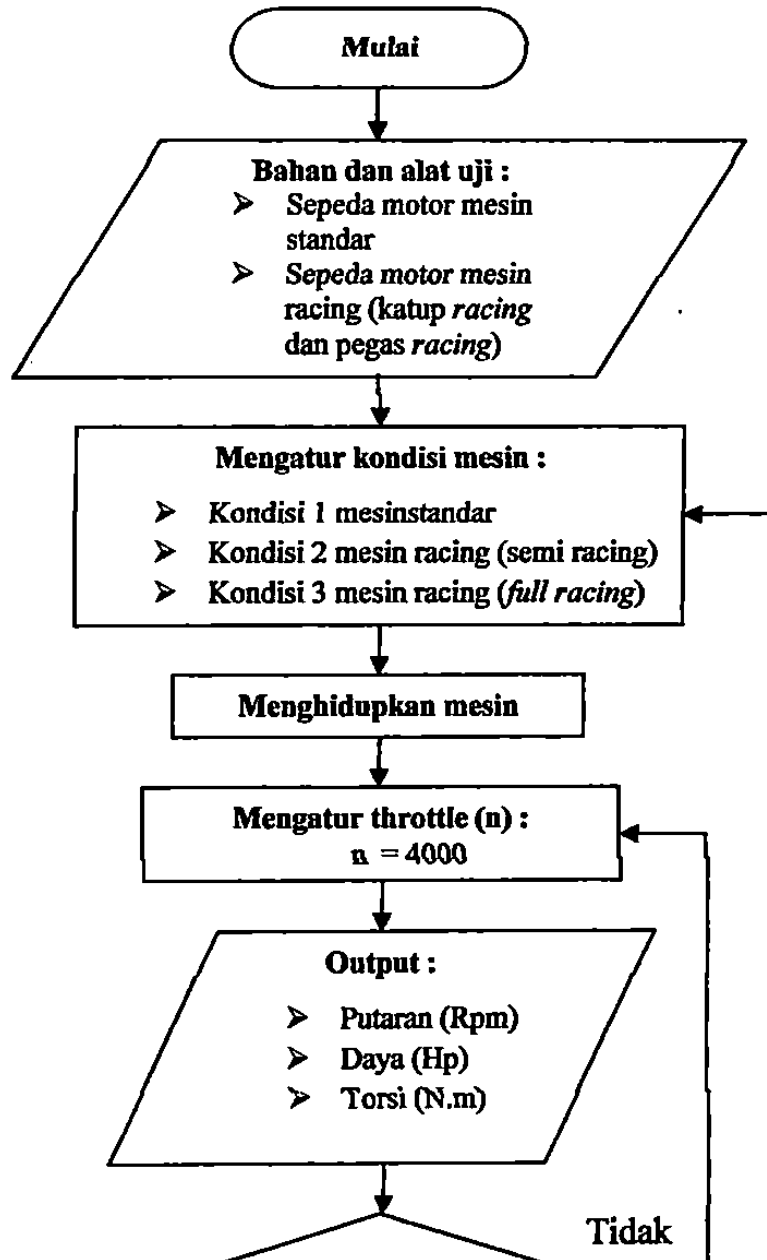 Mulai
Bahan dan alat uji :
➤ Sepeda motor mesin
standar
➤ Sepeda motor mesin
racing (katup racing
dan pegas racing)
Mengatur kondisi mesin :
➤ Kondisi 1 mesinstandar
➤ Kondisi 2 mesin racing (semi racing)
➤ Kondisi 3 mesin racing (full racing)
Menghidupkan mesin
Mengatur throttle (n) :
n = 4000
Output :
➤ Putaran (Rpm)
➤ Daya (Hp)
➤ Torsi (N.m)
Tidak